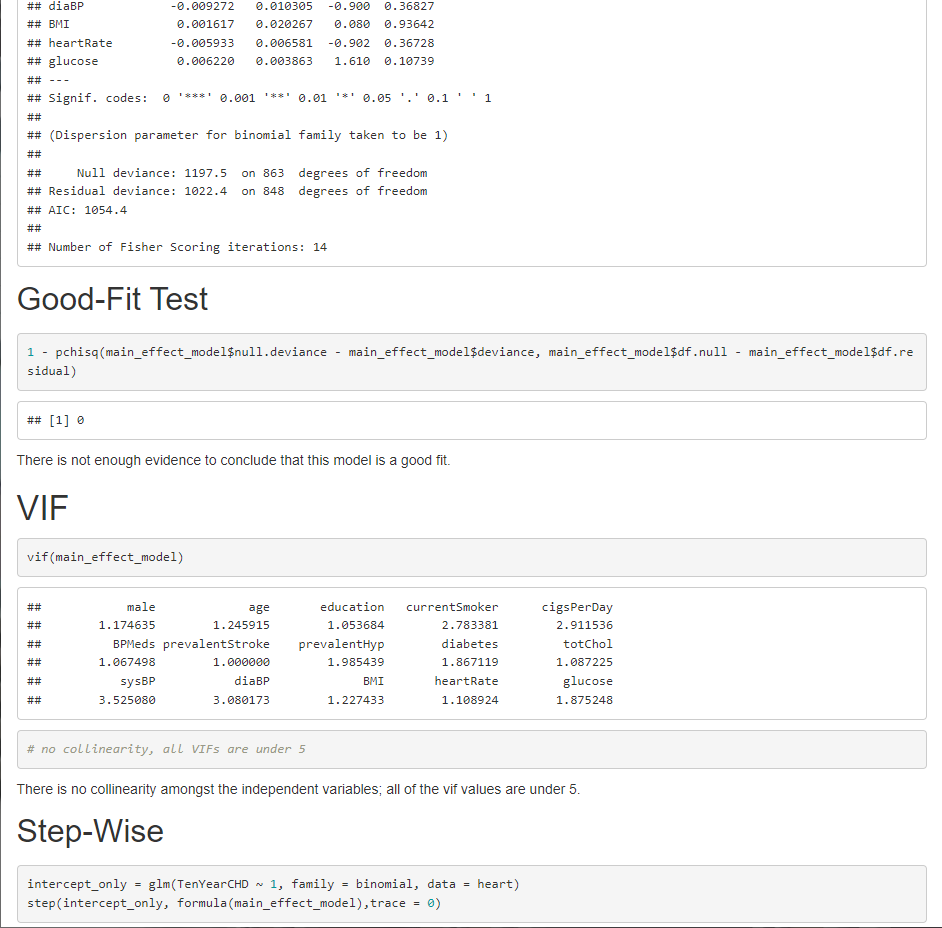 ## diaBP            -0.009272   0.010305  -0.900  0.36827
## BMI               0.001617   0.020267   0.080  0.93642
## heartRate        -0.005933   0.006581  -0.902  0.36728
## glucose           0.006220   0.003863   1.610  0.10739
## ---
## Signif. codes:  0 '***' 0.001 '**' 0.01 '*' 0.05 '.' 0.1 ' ' 1
##
## (Dispersion parameter for binomial family taken to be 1)
##
##     Null deviance: 1197.5  on 863  degrees of freedom
## Residual deviance: 1022.4  on 848  degrees of freedom
## AIC: 1054.4
##
## Number of Fisher Scoring iterations: 14
Good-Fit Test
1 - pchisq(main_effect_model$null.deviance - main_effect_model$deviance, main_effect_model$df.null - main_effect_model$df.re
sidual)
## [1] 0
There is not enough evidence to conclude that this model is a good fit.
VIF
vif(main_effect_model)
##            male             age       education   currentSmoker      cigsPerDay
##        1.174635        1.245915        1.053684        2.783381        2.911536
##          BPMeds prevalentStroke    prevalentHyp        diabetes         totChol
##        1.067498        1.000000        1.985439        1.867119        1.087225
##           sysBP           diaBP             BMI       heartRate         glucose
##        3.525080        3.080173        1.227433        1.108924        1.875248
# no collinearity, all VIFs are under 5
There is no collinearity amongst the independent variables; all of the vif values are under 5.
Step-Wise
intercept_only = glm(TenYearCHD ~ 1, family = binomial, data = heart)
step(intercept_only, formula(main_effect_model),trace = 0)